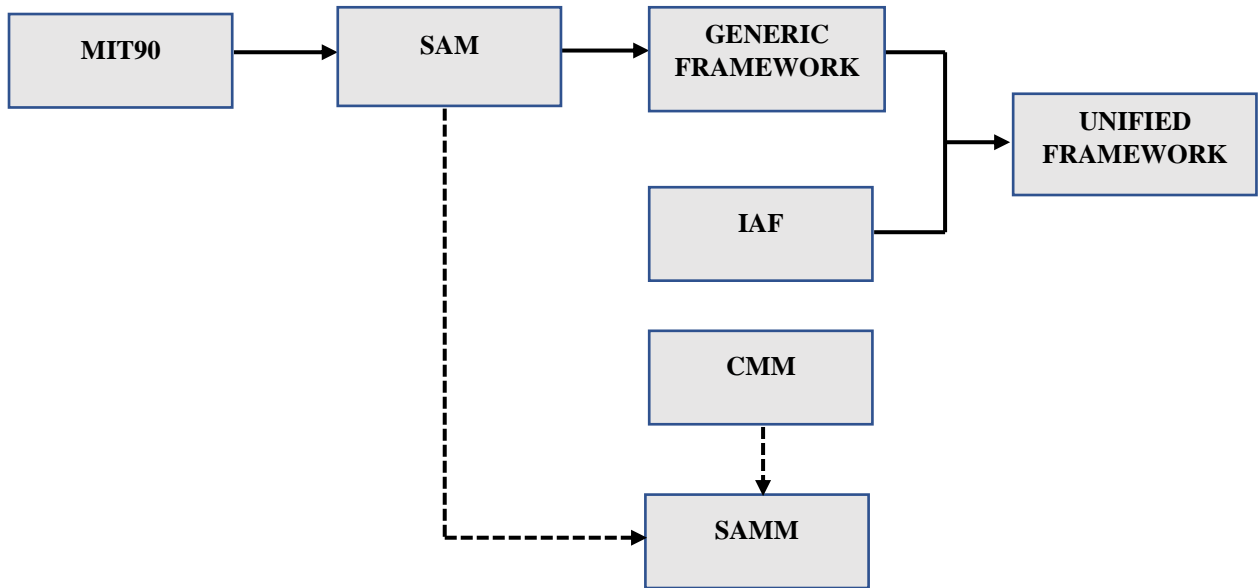 MIT90
SAM
GENERIC
FRAMEWORK
UNIFIED
FRAMEWORK
IAF
CMM
SAMM